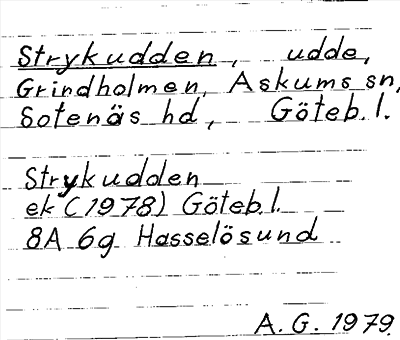 Strykudden, udde,
Grindholmen, Askums sn,
Sotenäs hd, Göteb. l.
Strykudden
ek (1978) Göteb. l.
8A 6g Hasselösund
A. G. 1979.